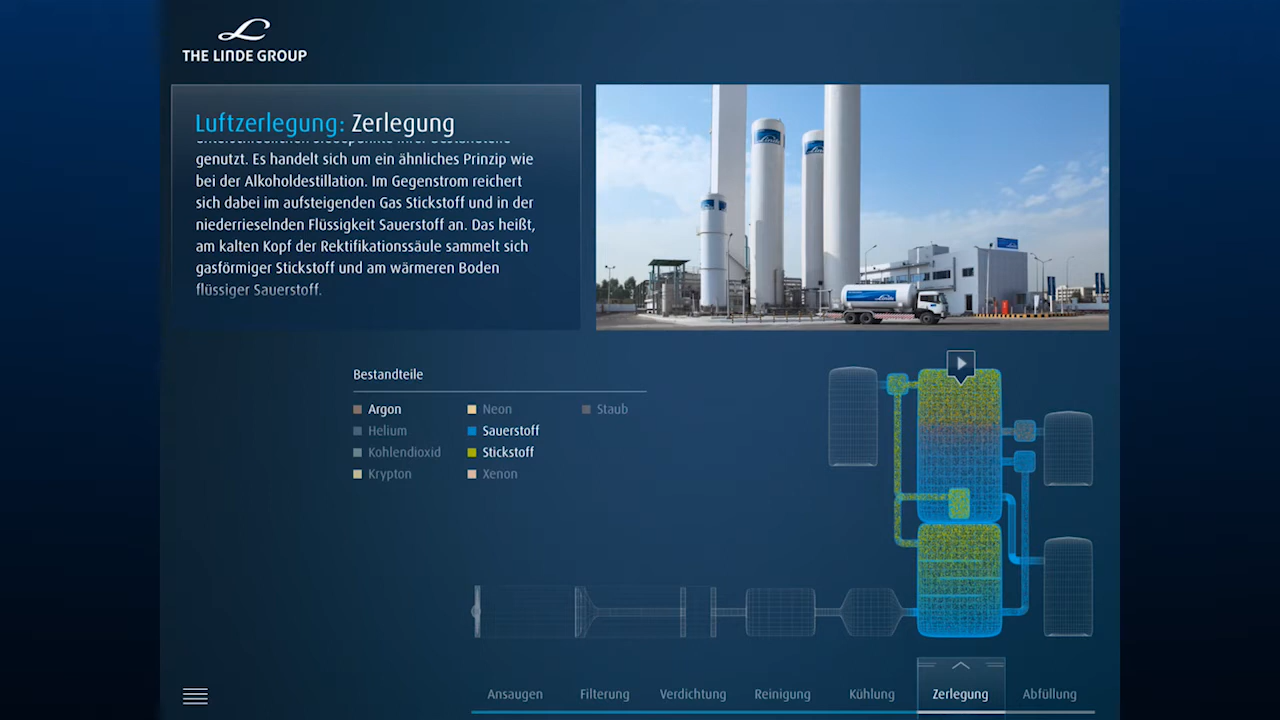 THE LINDE GROUP
Luftzerlegung: Zerlegung
genutzt. Es handelt sich um ein ähnliches Prinzip wie
bei der Alkoholdestillation. Im Gegenstrom reichert
sich dabei im aufsteigenden Gas Stickstoff und in der
niederrieselnden Flüssigkeit Sauerstoff an. Das heißt,
am kalten Kopf der Rektifikationssäule sammelt sich
gasförmiger Stickstoff und am wärmeren Boden
flüssiger Sauerstoff.
Bestandteile
Argon
Helium
Kohlendioxid
Krypton
Neon
Sauerstoff
Stickstoff
Xenon
Staub
Ansaugen
Filterung
Verdichtung
Reinigung
Kühlung
Zerlegung
Abfüllung